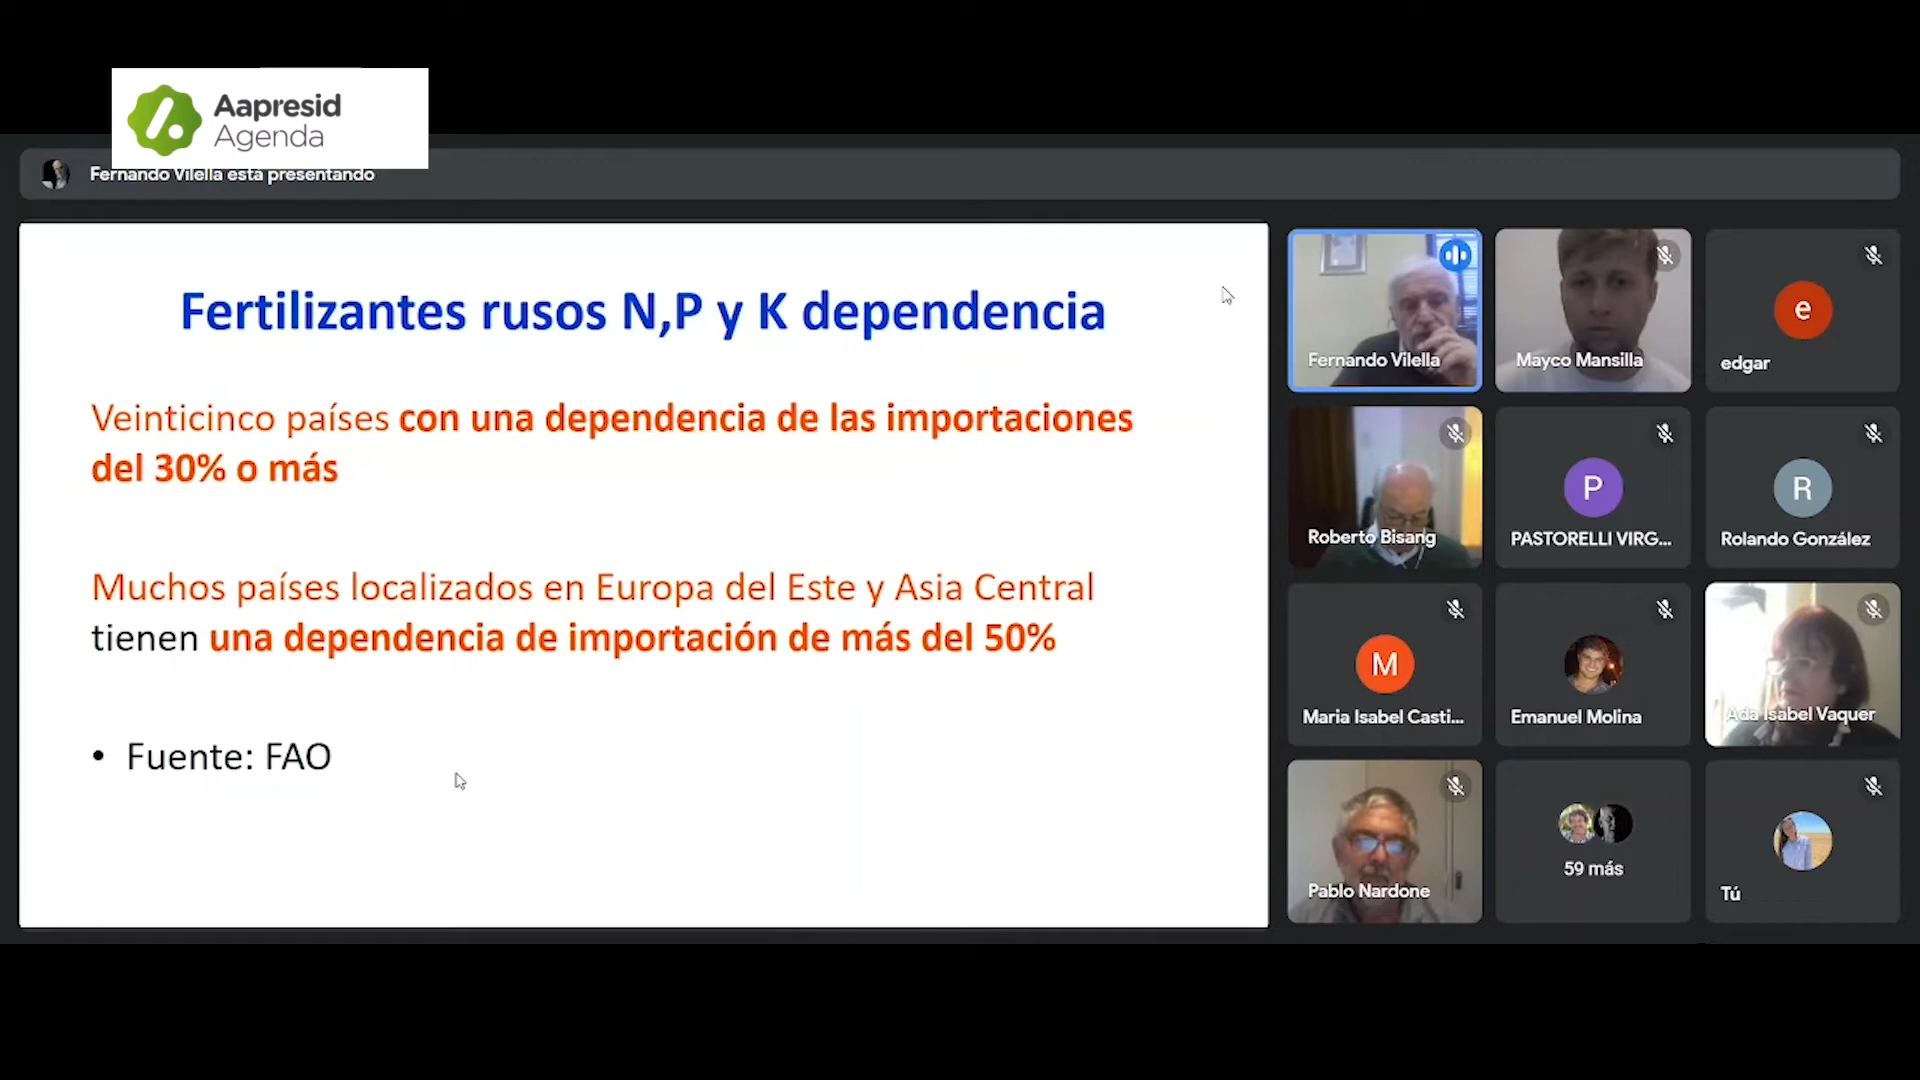 Aapresid
Agenda
Fernando Vilella está presentando
Fertilizantes rusos N,P y K dependencia
Veinticinco países con una dependencia de las importaciones
del 30% o más
Muchos países localizados en Europa del Este y Asia Central
tienen una dependencia de importación de más del 50%
• Fuente: FAO
Fernando Vilella
Mayco Mansilla
e
edgar
Roberto Bisang
P
PASTORELLI VIRG...
R
Rolando González
M
Maria Isabel Casti...
Emanuel Molina
Ada Isabel Vaquer
Pablo Nardone
59 más
Tú